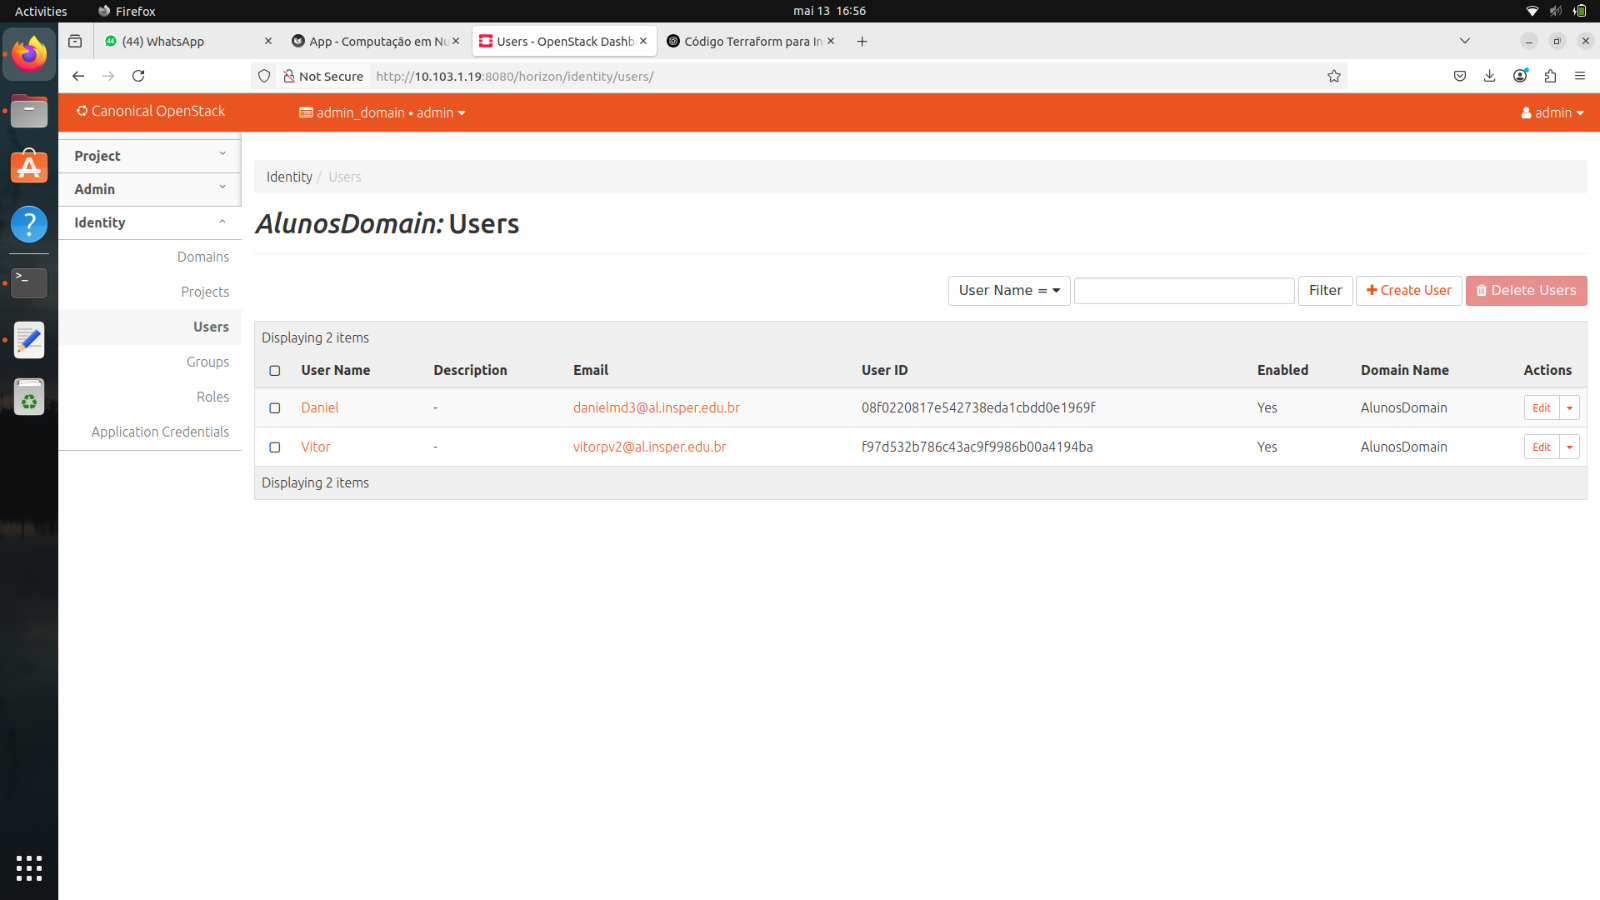 Activities Firefox mai 13 16:56
(44) WhatsApp App - Computação em Nu Users - OpenStack Dashb Código Terraform para In
Not Secure http://10.103.1.19:8080/horizon/identity/users/
Canonical OpenStack admin_domain • admin admin
Project
Admin
Identity
Domains
Projects
Users
Groups
Roles
Application Credentials
Identity / Users
AlunosDomain: Users
User Name = Filter Create User Delete Users
Displaying 2 items
User Name Description Email User ID Enabled Domain Name Actions
Daniel - danielmd3@al.insper.edu.br 08f0220817e542738eda1cbdd0e1969f Yes AlunosDomain Edit
Vitor - vitorpv2@al.insper.edu.br f97d532b786c43ac9f9986b00a4194ba Yes AlunosDomain Edit
Displaying 2 items